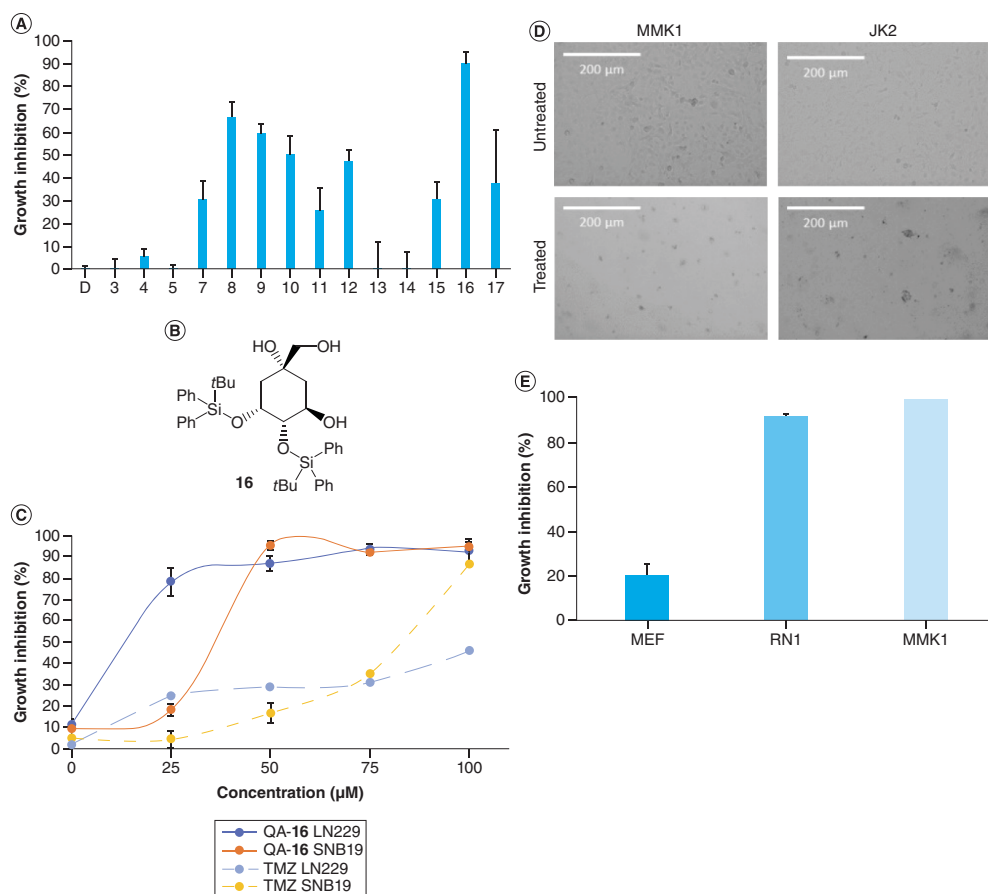 A
Growth inhibition (%)
100
90
80
70
60
50
40
30
20
10
0
D 3 4 5 7 8 9 10 11 12 13 14 15 16 17
B
HO OH
tBu
Ph
Ph Si
O OH
O
Si Ph
tBu Ph
16
C
Growth inhibition (%)
100
90
80
70
60
50
40
30
20
10
0
0 25 50 75 100
Concentration (µM)
QA-16 LN229
QA-16 SNB19
TMZ LN229
TMZ SNB19
D
MMK1 JK2
Untreated
200 µm 200 µm
Treated
200 µm 200 µm
E
Growth inhibition (%)
100
80
60
40
20
0
MEF RN1 MMK1